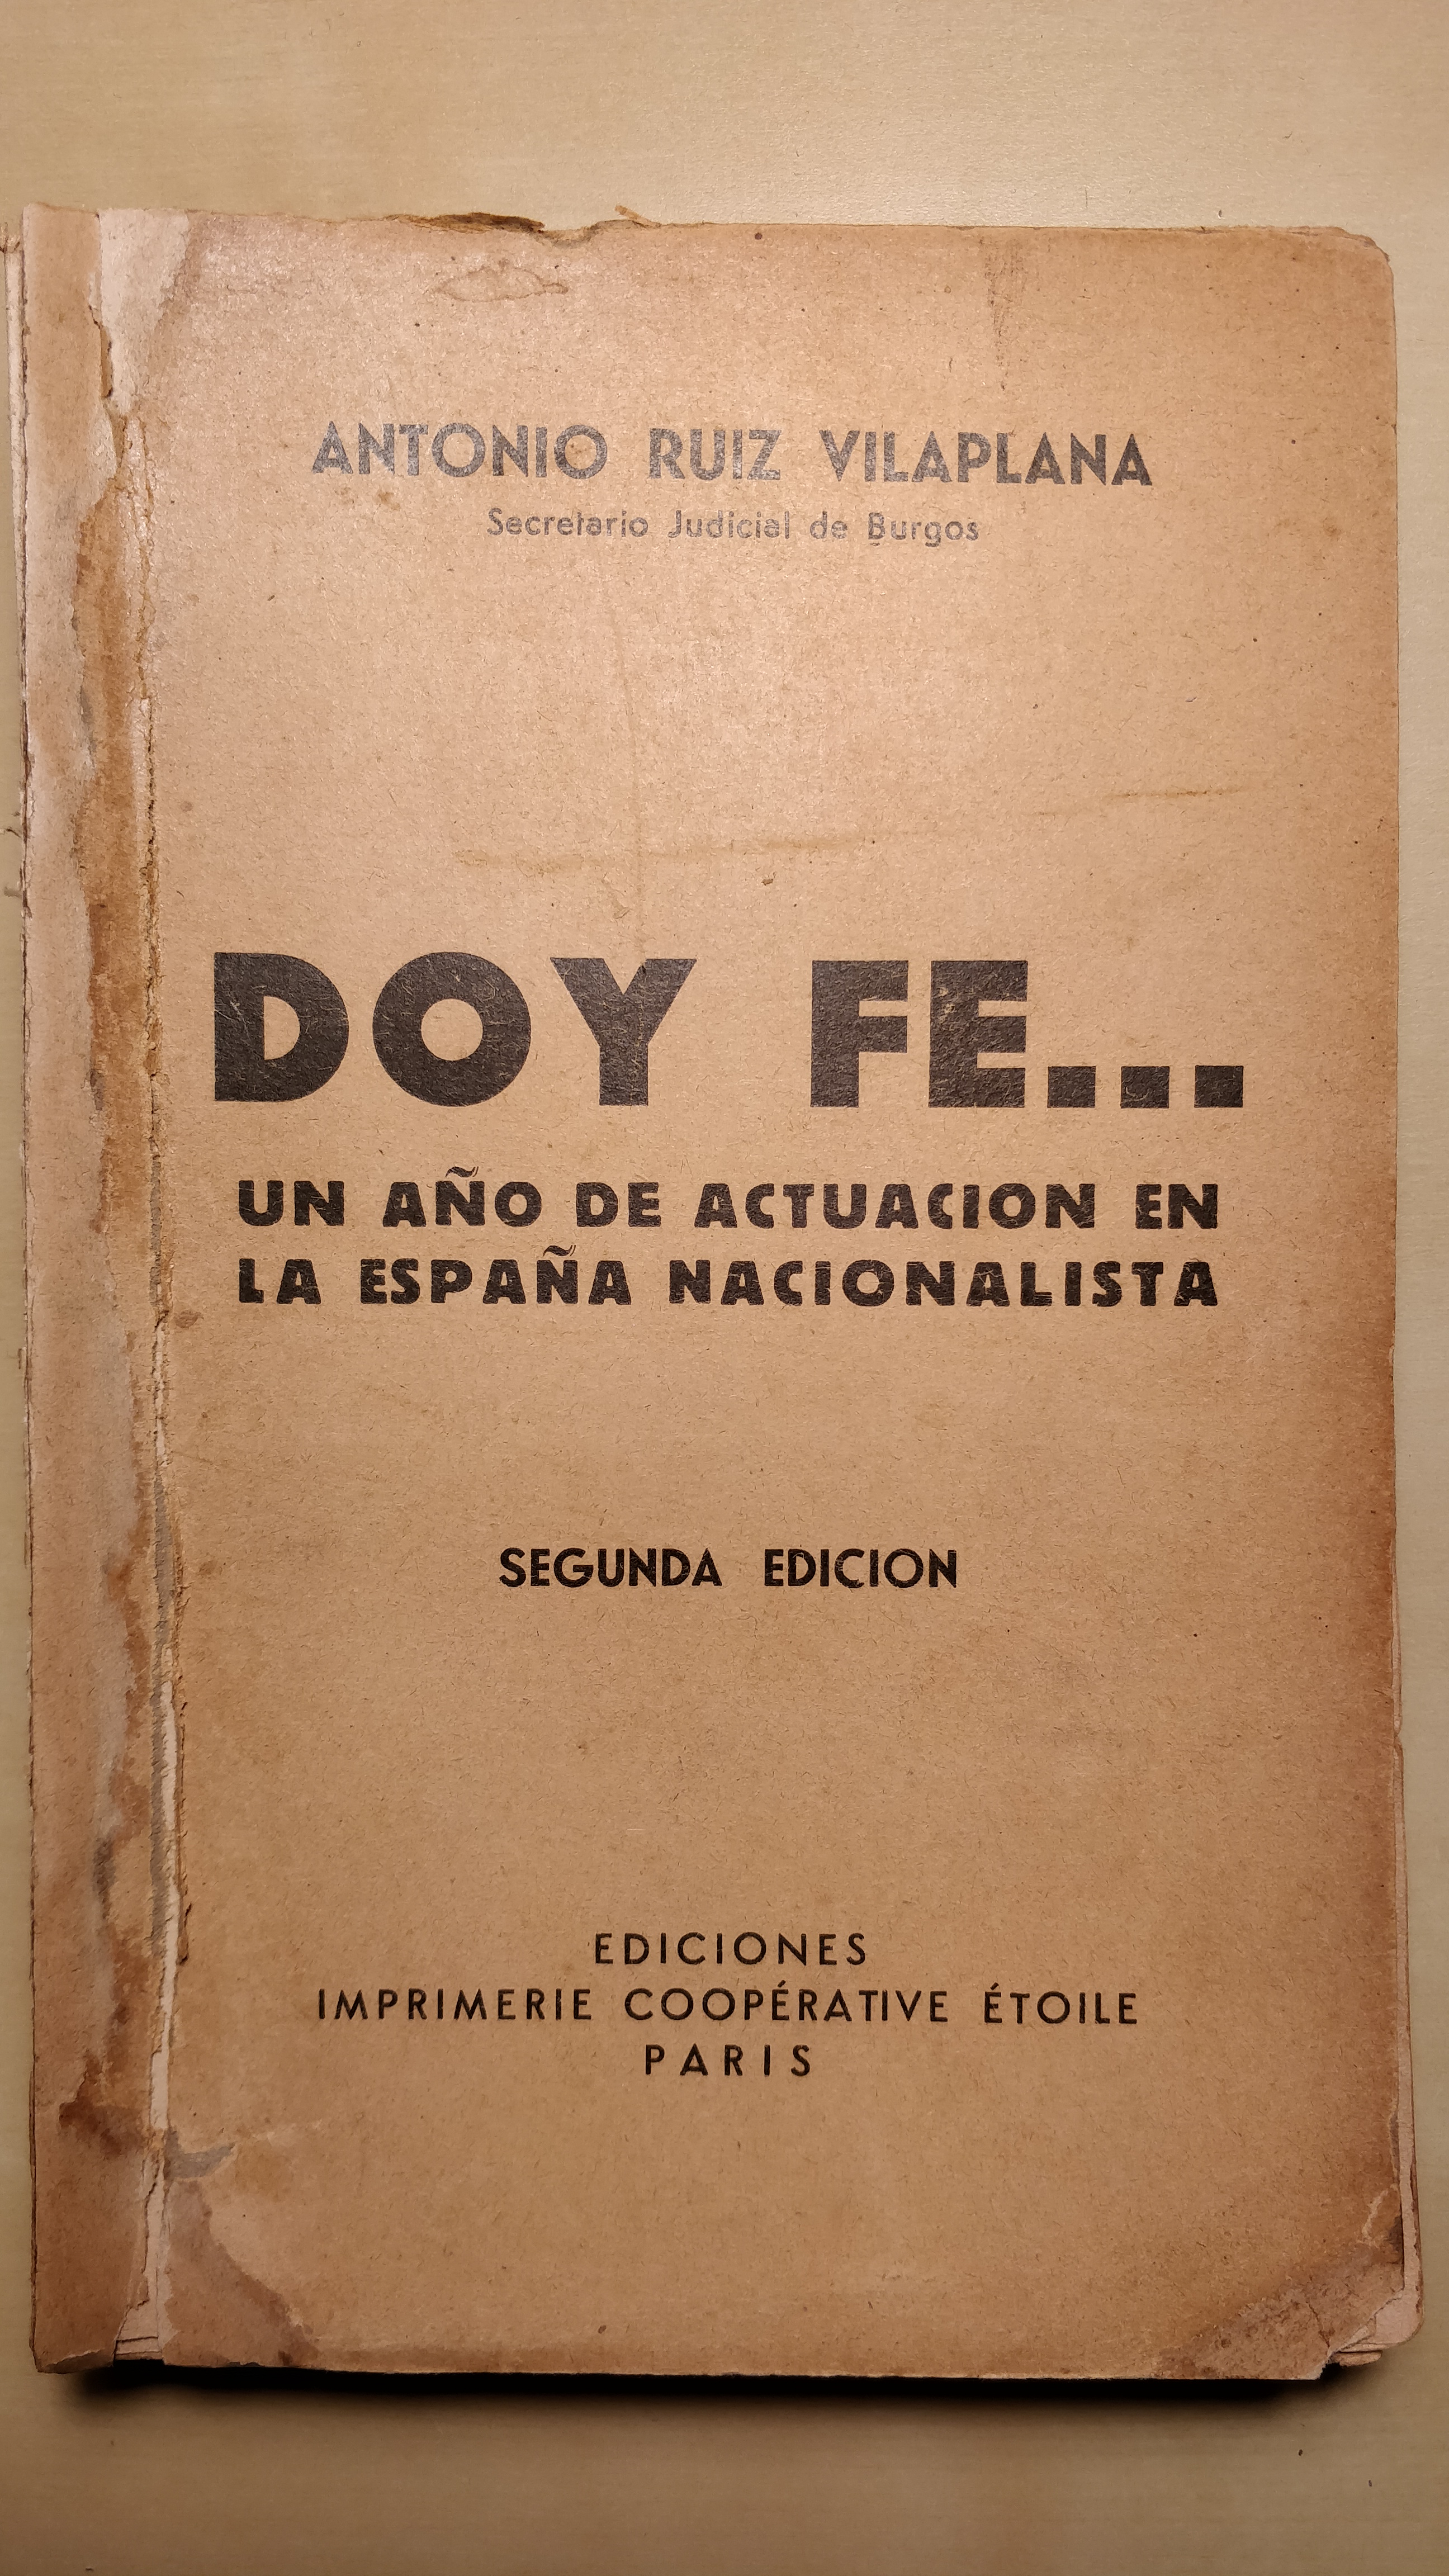 ANTONIO RUIZ VILAPLANA
Secretario Judicial de Burgos
DOY FE...
UN AÑO DE ACTUACION EN
LA ESPAÑA NACIONALISTA
SEGUNDA EDICION
EDICIONES
IMPRIMERIE COOPÉRATIVE ÉTOILE
PARIS